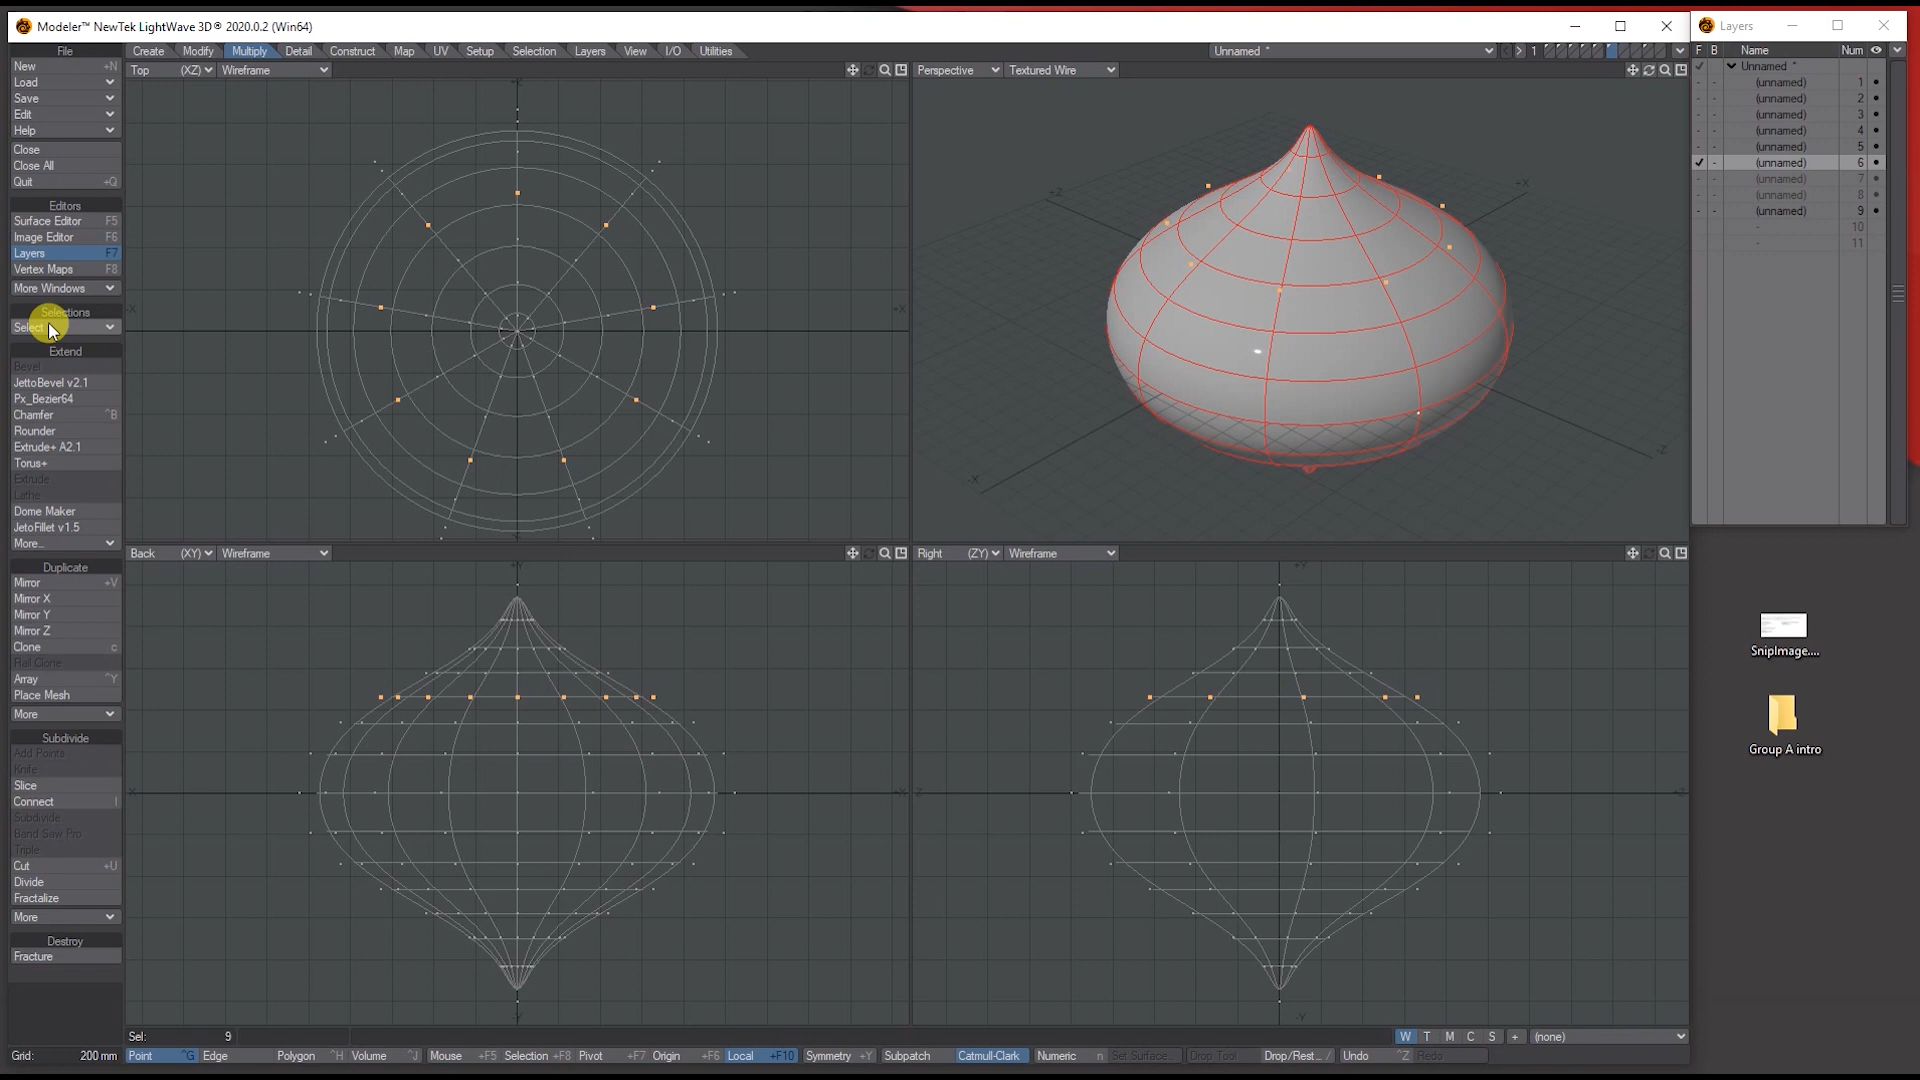 Modeler™ NewTek LightWave 3D® 2020.0.2 (Win64)
Layers
File
Create Modify Multiply Detail Construct Map UV Setup Selection Layers View I/O Utilities
Unnamed * 1
F B Name Num
New +N
Top (XZ) Wireframe
Perspective Textured Wire
Unnamed *
Load
(unnamed) 1
Save
(unnamed) 2
Edit
(unnamed) 3
Help
(unnamed) 4
Close
(unnamed) 5
Close All
(unnamed) 6
Quit +Q
(unnamed) 7
(unnamed) 8
Editors
(unnamed) 9
Surface Editor F5
- 10
Image Editor F6
- 11
Layers F7
Vertex Maps F8
More Windows
Selections
Select
Extend
Bevel
JettoBevel v2.1
Px_Bezier64
Chamfer ^B
Rounder
Extrude+ A2.1
Torus+
Extrude
Lathe
Dome Maker
JetoFillet v1.5
More...
Back (XY) Wireframe
Right (ZY) Wireframe
Duplicate
Mirror +V
Mirror X
Mirror Y
Mirror Z
Clone c
Rail Clone
Array ^Y
Place Mesh
More
SnipImage....
Group A intro
Subdivide
Add Points
Knife
Slice
Connect l
Subdivide
Band Saw Pro
Triple
Cut +U
Divide
Fractalize
More
Destroy
Fracture
Sel: 9
W T M C S + (none)
Grid: 200 mm
Point ^G Edge Polygon ^H Volume ^J Mouse +F5 Selection +F8 Pivot +F7 Origin +F6 Local +F10 Symmetry +Y Subpatch Catmull-Clark Numeric n Set Surface... Drop Tool Drop/Rest... / Undo ^Z Redo